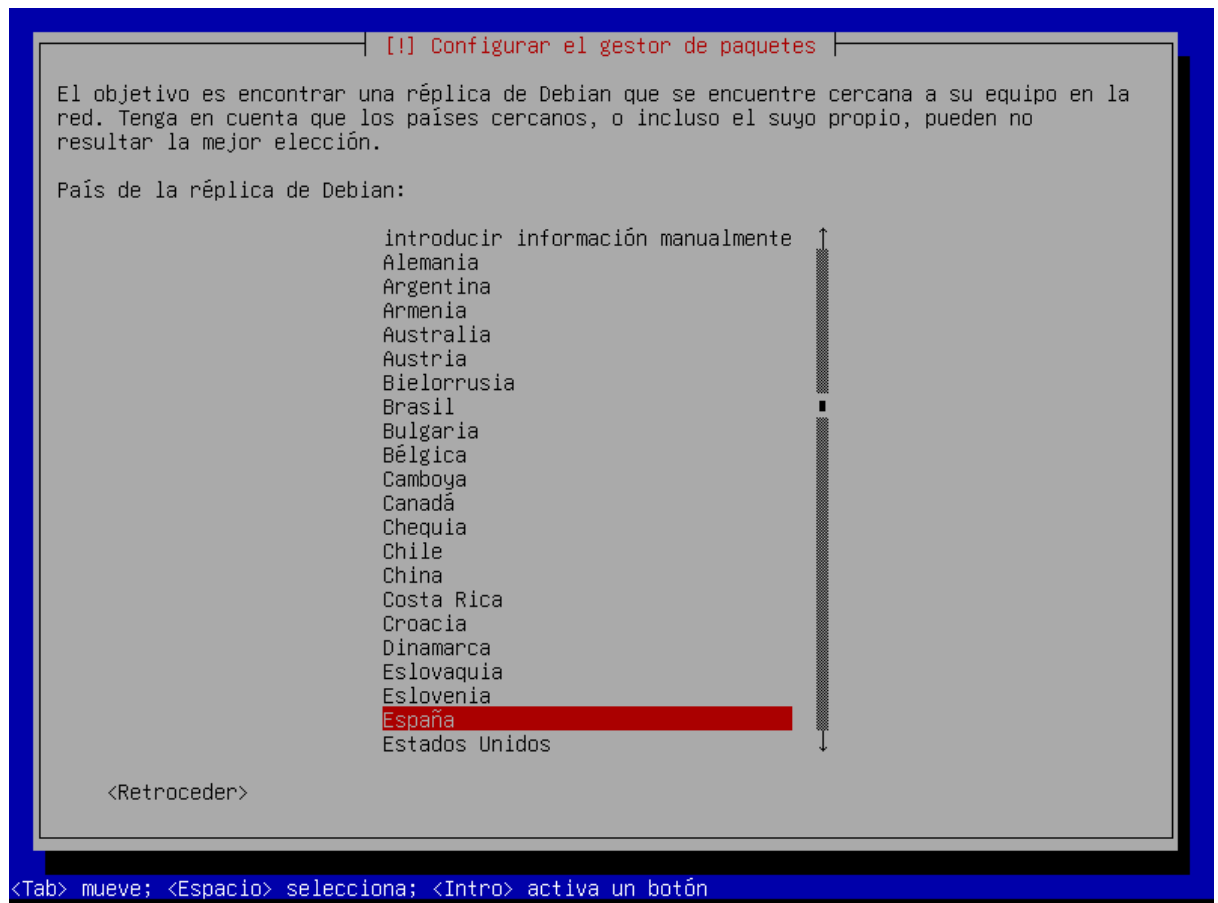 [!] Configurar el gestor de paquetes
El objetivo es encontrar una réplica de Debian que se encuentre cercana a su equipo en la
red. Tenga en cuenta que los países cercanos, o incluso el suyo propio, pueden no
resultar la mejor elección.
País de la réplica de Debian:
introducir información manualmente
Alemania
Argentina
Armenia
Australia
Austria
Bielorrusia
Brasil
Bulgaria
Bélgica
Camboya
Canadá
Chequia
Chile
China
Costa Rica
Croacia
Dinamarca
Eslovaquia
Eslovenia
España
Estados Unidos
<Retroceder>
<Tab> mueve; <Espacio> selecciona; <Intro> activa un botón